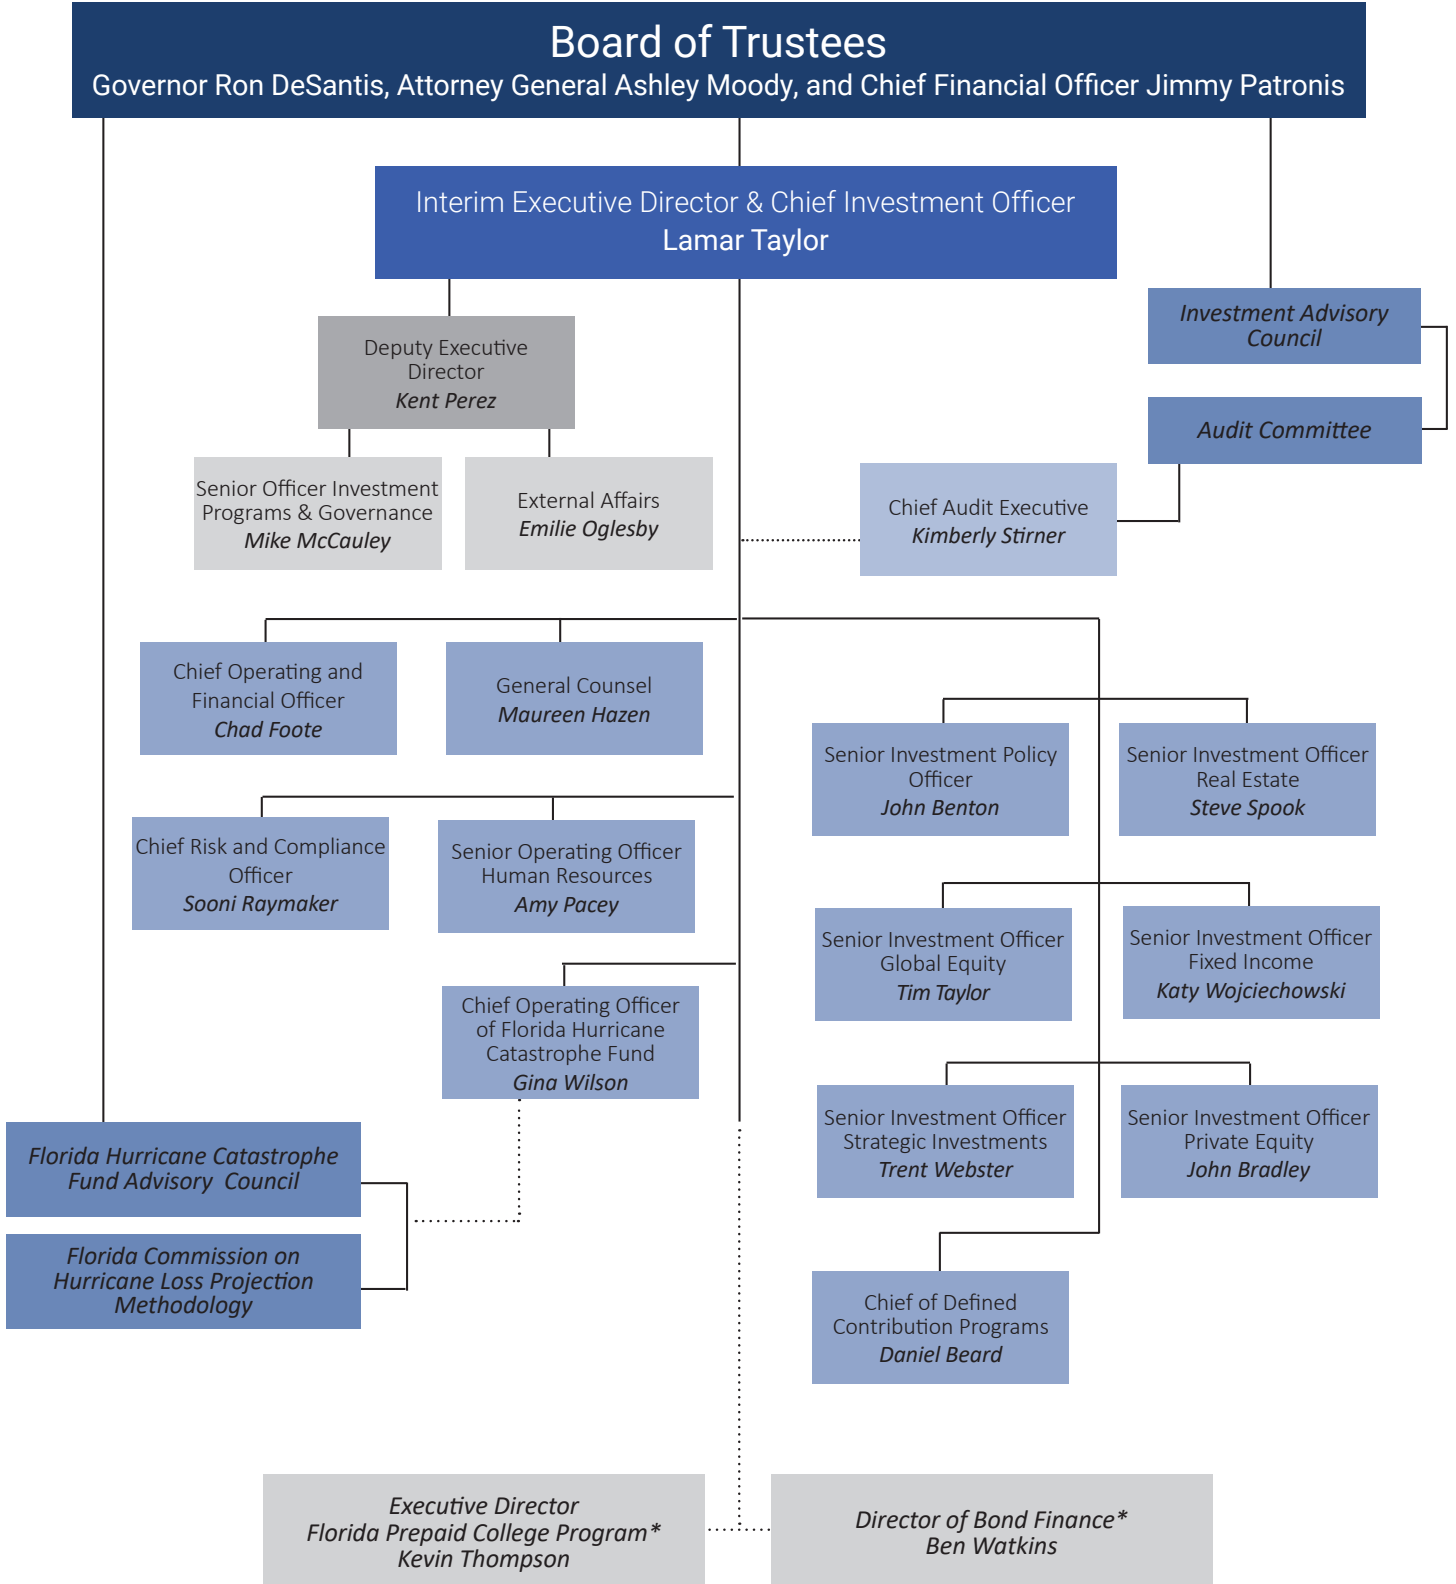 Board of Trustees
Governor Ron DeSantis, Attorney General Ashley Moody, and Chief Financial Officer Jimmy Patronis
Interim Executive Director & Chief Investment Officer
Lamar Taylor
Investment Advisory
Council
Deputy Executive
Director
Kent Perez
Audit Committee
Senior Officer Investment
Programs & Governance
Mike McCauley
External Affairs
Emilie Oglesby
Chief Audit Executive
Kimberly Stirner
Chief Operating and
Financial Officer
Chad Foote
General Counsel
Maureen Hazen
Senior Investment Policy
Officer
John Benton
Senior Investment Officer
Real Estate
Steve Spook
Chief Risk and Compliance
Officer
Sooni Raymaker
Senior Operating Officer
Human Resources
Amy Pacey
Senior Investment Officer
Global Equity
Tim Taylor
Senior Investment Officer
Fixed Income
Katy Wojciechowski
Chief Operating Officer
of Florida Hurricane
Catastrophe Fund
Gina Wilson
Senior Investment Officer
Strategic Investments
Trent Webster
Senior Investment Officer
Private Equity
John Bradley
Florida Hurricane Catastrophe
Fund Advisory Council
Florida Commission on
Hurricane Loss Projection
Methodology
Chief of Defined
Contribution Programs
Daniel Beard
Executive Director
Florida Prepaid College Program*
Kevin Thompson
Director of Bond Finance*
Ben Watkins